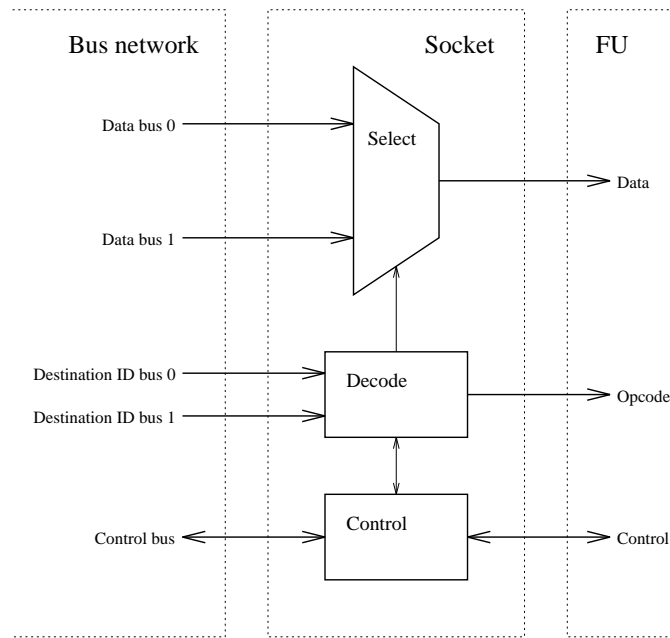 Bus network
Socket
FU
Data bus 0
Select
Data
Data bus 1
Destination ID bus 0
Decode
Opcode
Destination ID bus 1
Control
Control bus
Control